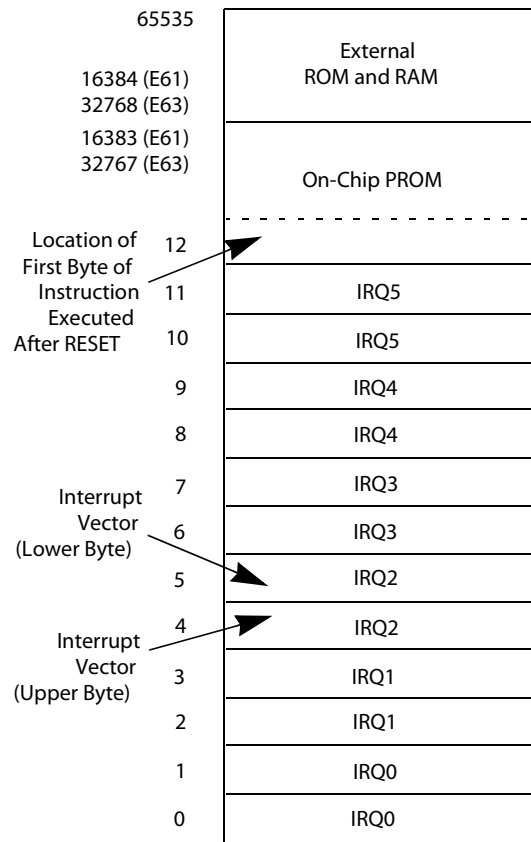 65535
External
ROM and RAM
16384 (E61)
32768 (E63)
16383 (E61)
32767 (E63)
On-Chip PROM
Location of
First Byte of
Instruction
Executed
After RESET
12
11
IRQ5
10
IRQ5
9
IRQ4
8
IRQ4
7
IRQ3
Interrupt
Vector
(Lower Byte)
6
IRQ3
5
IRQ2
4
IRQ2
Interrupt
Vector
(Upper Byte)
3
IRQ1
2
IRQ1
1
IRQ0
0
IRQ0